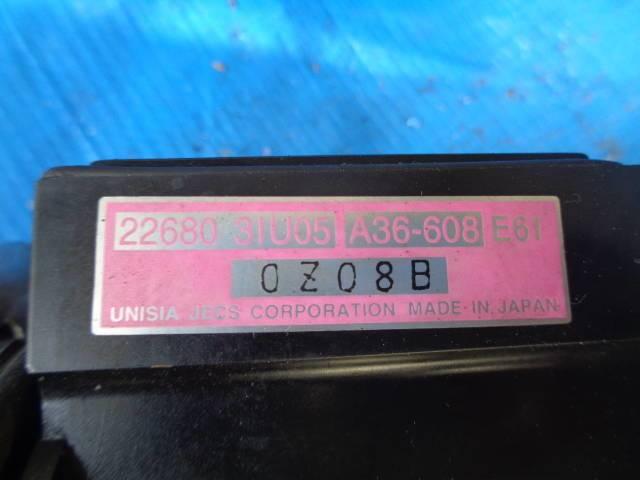 22680 31U05 A36-608 E61
0Z08B
UNISIA JECS CORPORATION MADE IN JAPAN